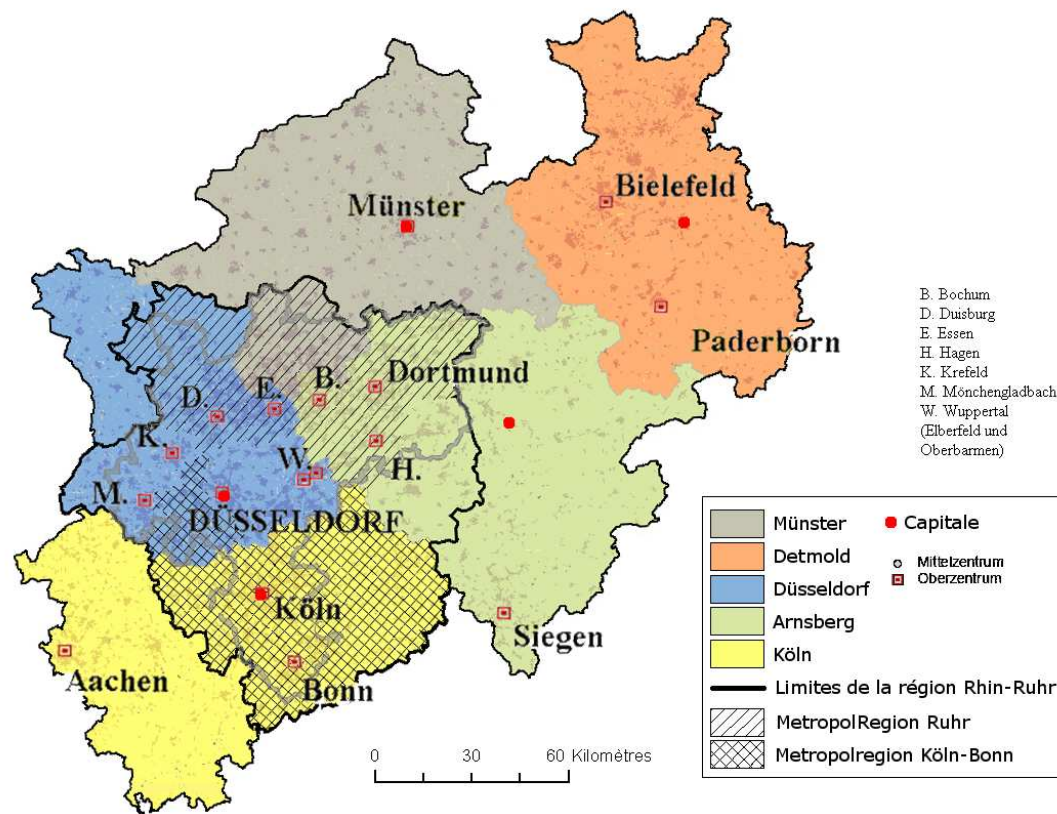 Bielefeld
Münster
Paderborn
B. Bochum
D. Duisburg
E. Essen
H. Hagen
K. Krefeld
M. Mönchengladbach
W. Wuppertal
(Elberfeld und
Oberbarmen)
Dortmund
B.
E.
D.
K.
W.
H.
M.
DÜSSELDORF
Köln
Siegen
Aachen
Bonn
Münster
Detmold
Düsseldorf
Arnsberg
Köln
Capitale
Mittelzentrum
Oberzentrum
Limites de la région Rhin-Ruhr
MetropolRegion Ruhr
Metropolregion Köln-Bonn
0 30 60 Kilomètres